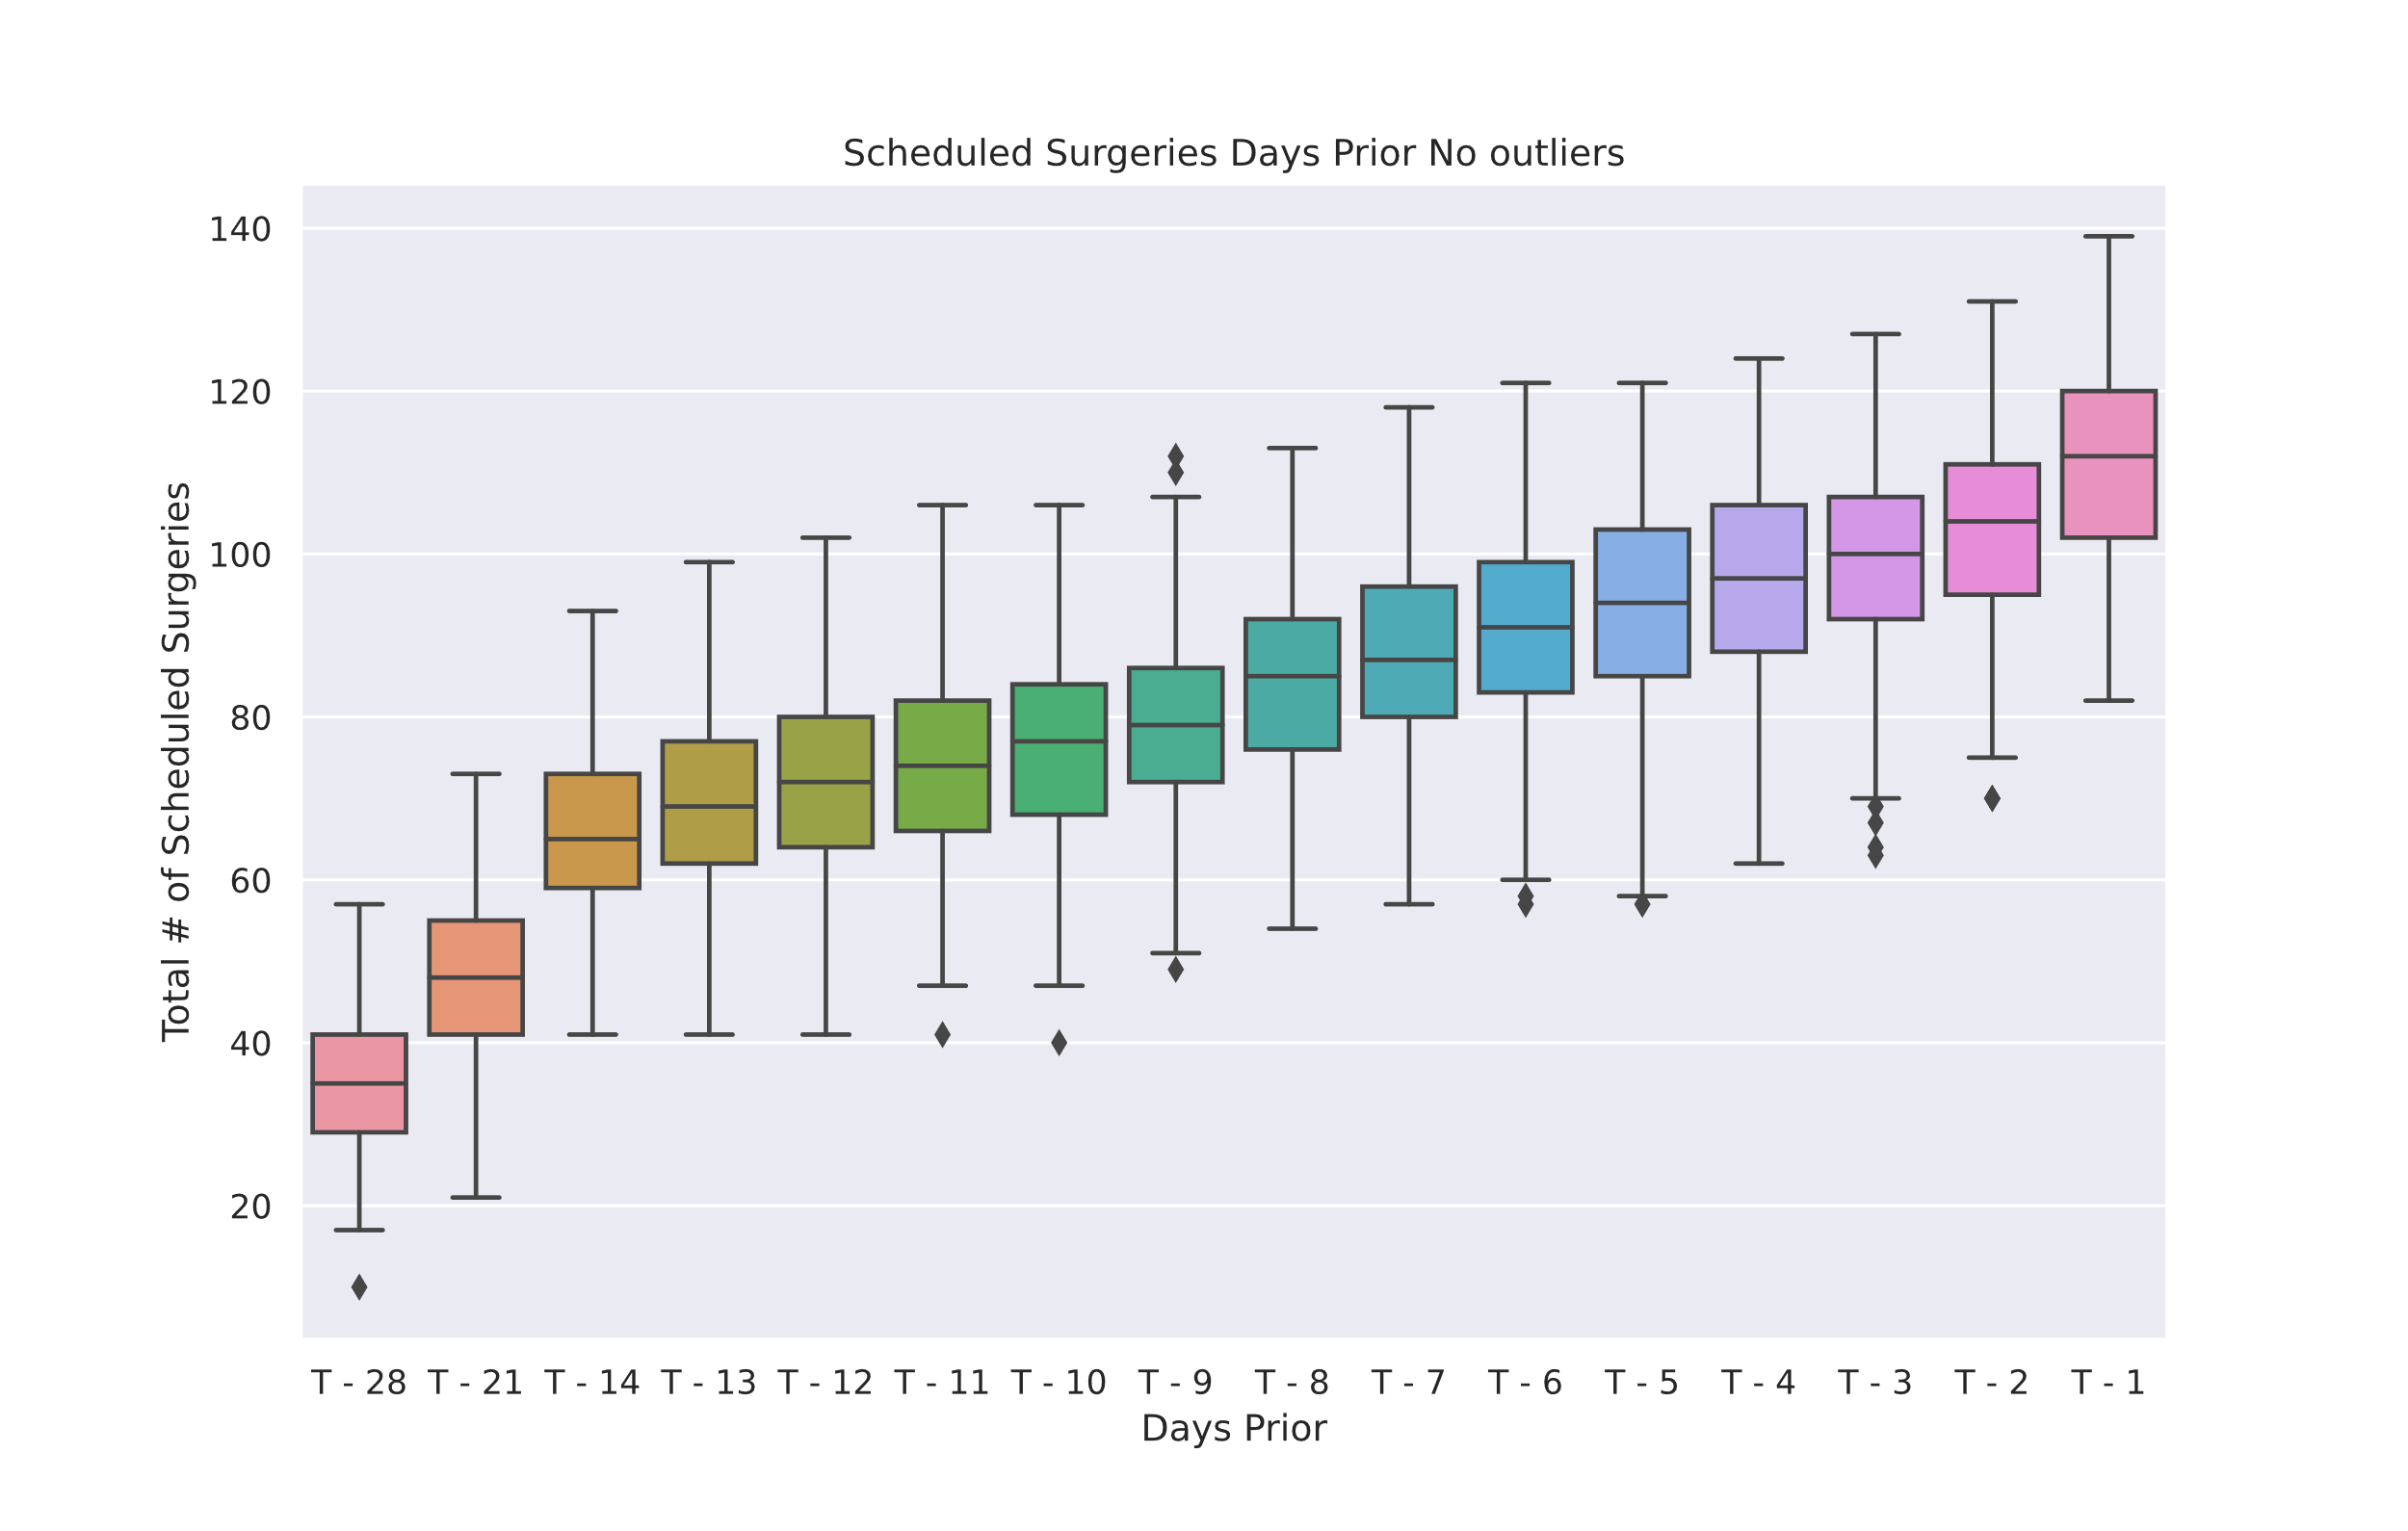 Scheduled Surgeries Days Prior No outliers
Total # of Scheduled Surgeries
140
120
100
80
60
40
20
T - 28 T - 21 T - 14 T - 13 T - 12 T - 11 T - 10 T - 9 T - 8 T - 7 T - 6 T - 5 T - 4 T - 3 T - 2 T - 1
Days Prior